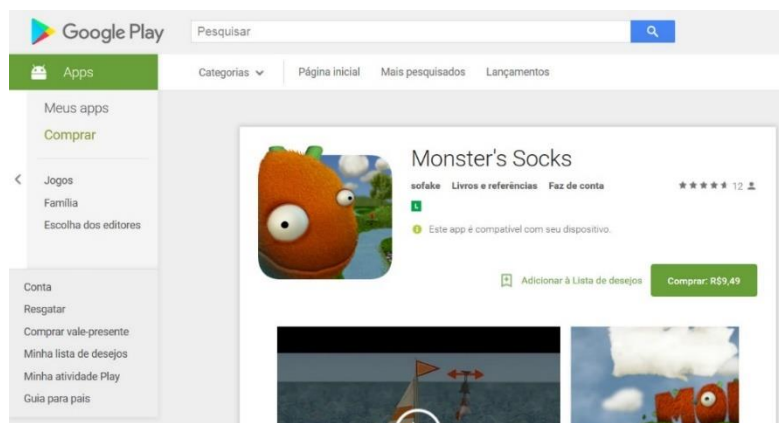 Google Play
Pesquisar
Apps
Categorias
Página inicial
Mais pesquisados
Lançamentos
Meus apps
Comprar
Jogos
Família
Escolha dos editores
Conta
Resgatar
Comprar vale-presente
Minha lista de desejos
Minha atividade Play
Guia para pais
Monster's Socks
sofake Livros e referências Faz de conta
12
L
Este app é compatível com seu dispositivo.
Adicionar à Lista de desejos
Comprar: R$9,49